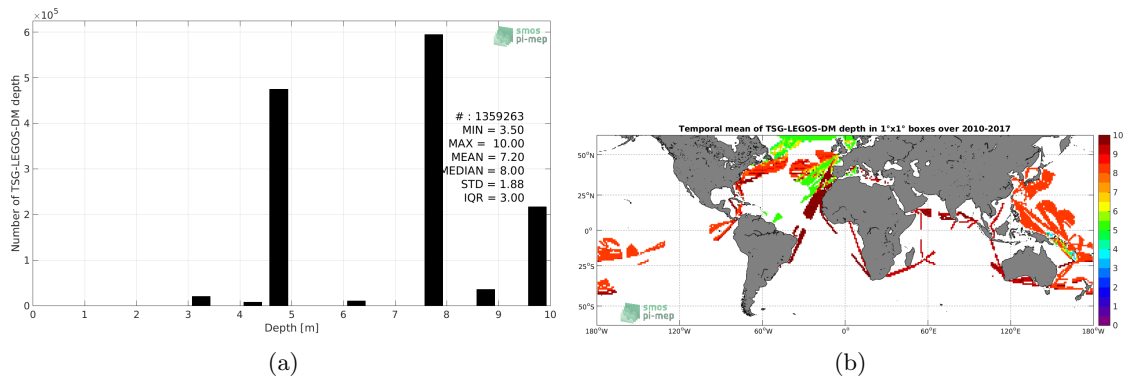 ×10⁵
6
5
4
3
2
1
0
0 1 2 3 4 5 6 7 8 9 10
Number of TSG-LEGOS-DM depth
Depth [m]
smos
pi-mep
# : 1359263
MIN = 3.50
MAX = 10.00
MEAN = 7.20
MEDIAN = 8.00
STD = 1.88
IQR = 3.00
(a)
Temporal mean of TSG-LEGOS-DM depth in 1°x1° boxes over 2010-2017
50°N
25°N
0°
25°S
50°S
180°W 120°W 60°W 0° 60°E 120°E 180°W
smos
pi-mep
10
9
8
7
6
5
4
3
2
1
0
(b)